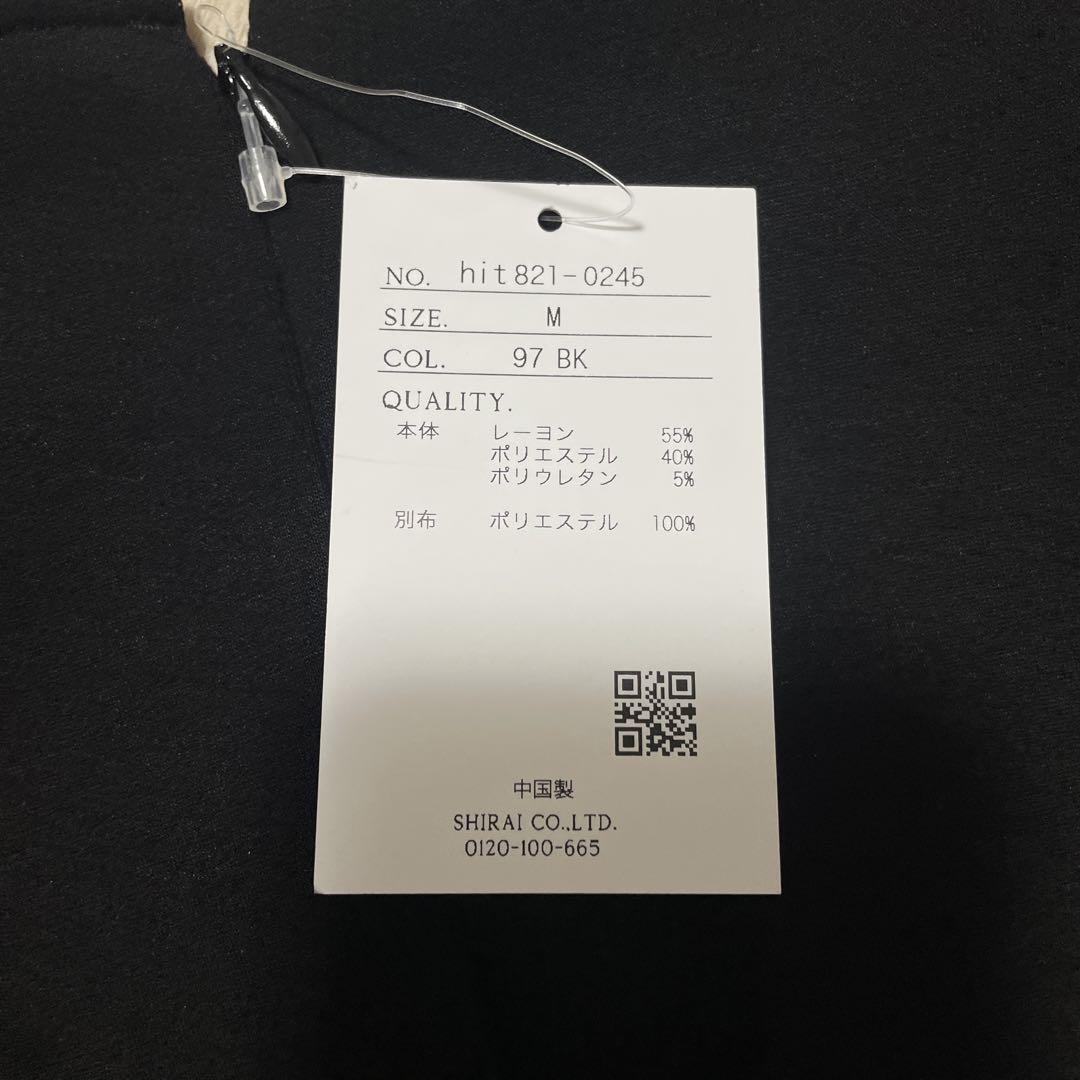 NO. hit821-0245
SIZE. M
COL. 97 BK
QUALITY.
本体 レーヨン 55%
ポリエステル 40%
ポリウレタン 5%
別布 ポリエステル 100%
中国製
SHIRAI CO.,LTD.
0120-100-665